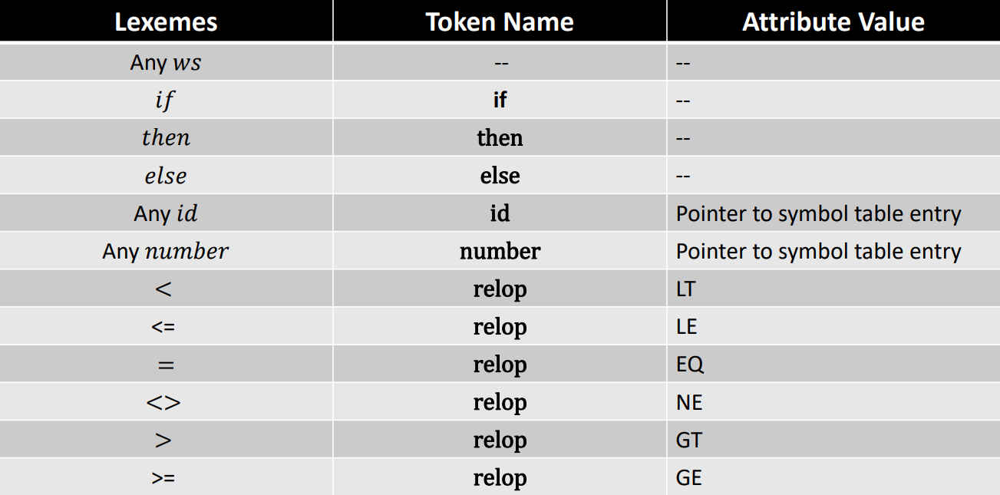 Lexemes Token Name Attribute Value
Any ws -- --
if if --
then then --
else else --
Any id id Pointer to symbol table entry
Any number number Pointer to symbol table entry
< relop LT
<= relop LE
= relop EQ
<> relop NE
> relop GT
>= relop GE